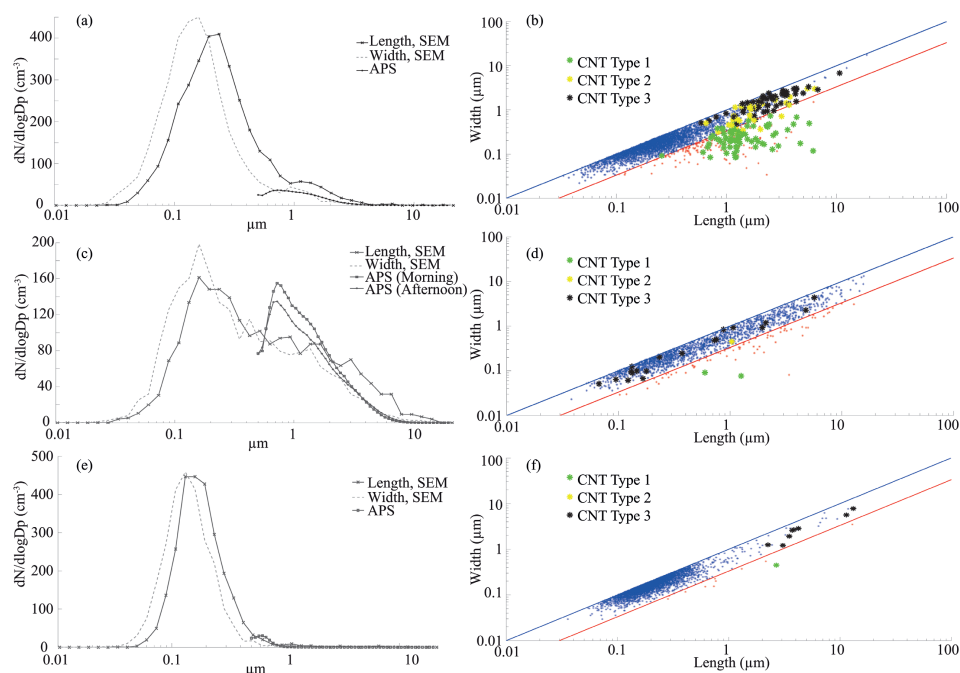 (a)
400
300
200
100
0
dN/dlogDp (cm⁻³)
0.01
0.1
1
10
µm
Length, SEM
Width, SEM
APS
(b)
100
10
1
0.1
0.01
Width (µm)
0.01
0.1
1
10
100
Length (µm)
CNT Type 1
CNT Type 2
CNT Type 3
(c)
200
160
120
80
40
0
dN/dlogDp (cm⁻³)
0.01
0.1
1
10
µm
Length, SEM
Width, SEM
APS (Morning)
APS (Afternoon)
(d)
100
10
1
0.1
0.01
Width (µm)
0.01
0.1
1
10
100
Length (µm)
CNT Type 1
CNT Type 2
CNT Type 3
(e)
500
400
300
200
100
0
dN/dlogDp (cm⁻³)
0.01
0.1
1
10
µm
Length, SEM
Width, SEM
APS
(f)
100
10
1
0.1
0.01
Width (µm)
0.01
0.1
1
10
100
Length (µm)
CNT Type 1
CNT Type 2
CNT Type 3